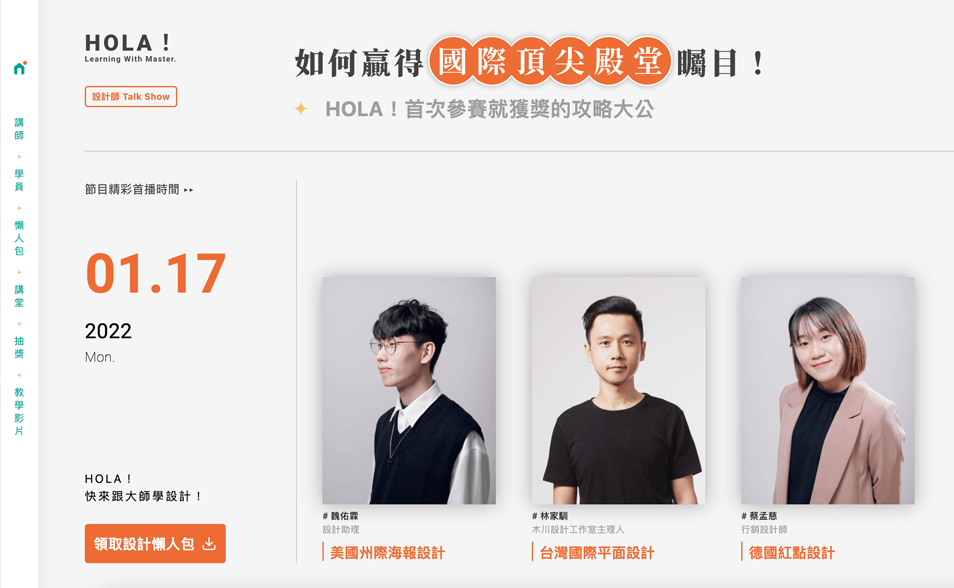 HOLA！
Learning With Master.
設計師 Talk Show
如何贏得國際頂尖殿堂矚目！
HOLA！首次參賽就獲獎的攻略大公
講師
學員
懶人包
講堂
抽獎
教學影片
節目精彩首播時間
01.17
2022
Mon.
HOLA！
快來跟大師學設計！
領取設計懶人包
# 魏佑霖
設計助理
美國州際海報設計
# 林家馴
木川設計工作室主理人
台灣國際平面設計
# 蔡孟慈
行銷設計師
德國紅點設計